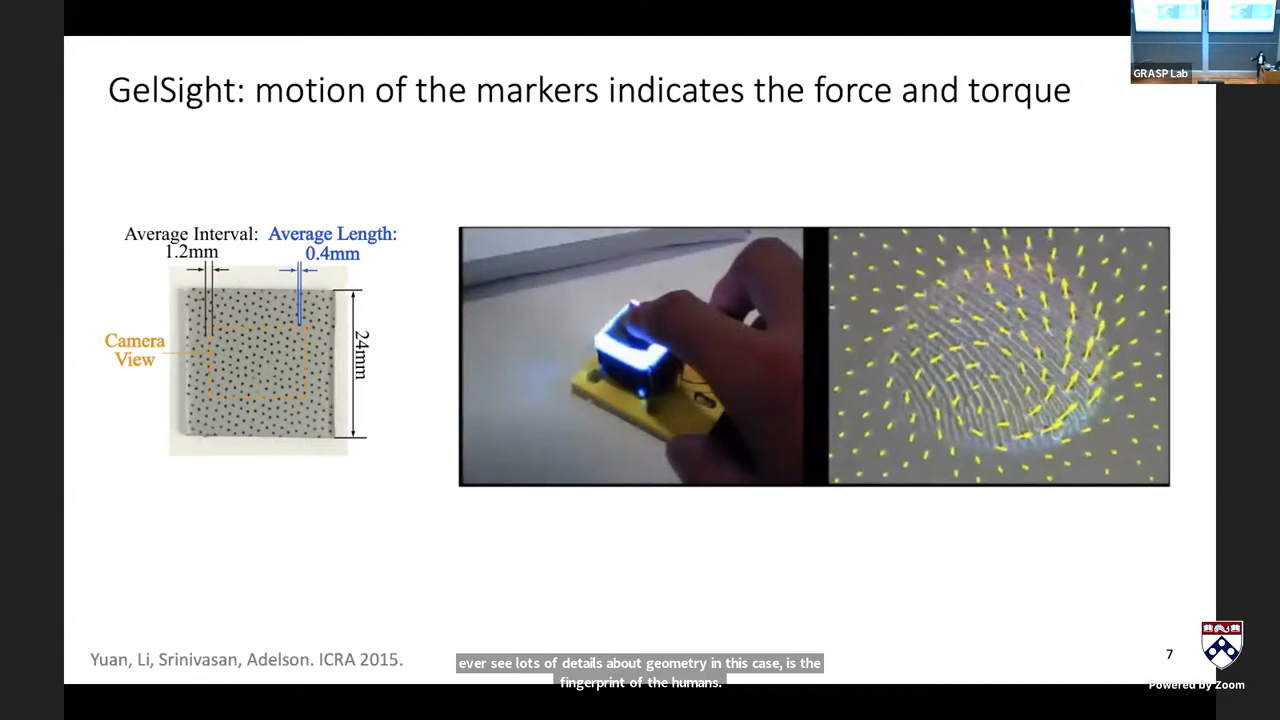 GRASP Lab
GelSight: motion of the markers indicates the force and torque
Average Interval:
1.2mm
Average Length:
0.4mm
Camera
View
24mm
Yuan, Li, Srinivasan, Adelson. ICRA 2015.
ever see lots of details about geometry in this case, is the
fingerprint of the humans.
7
Powered by Zoom